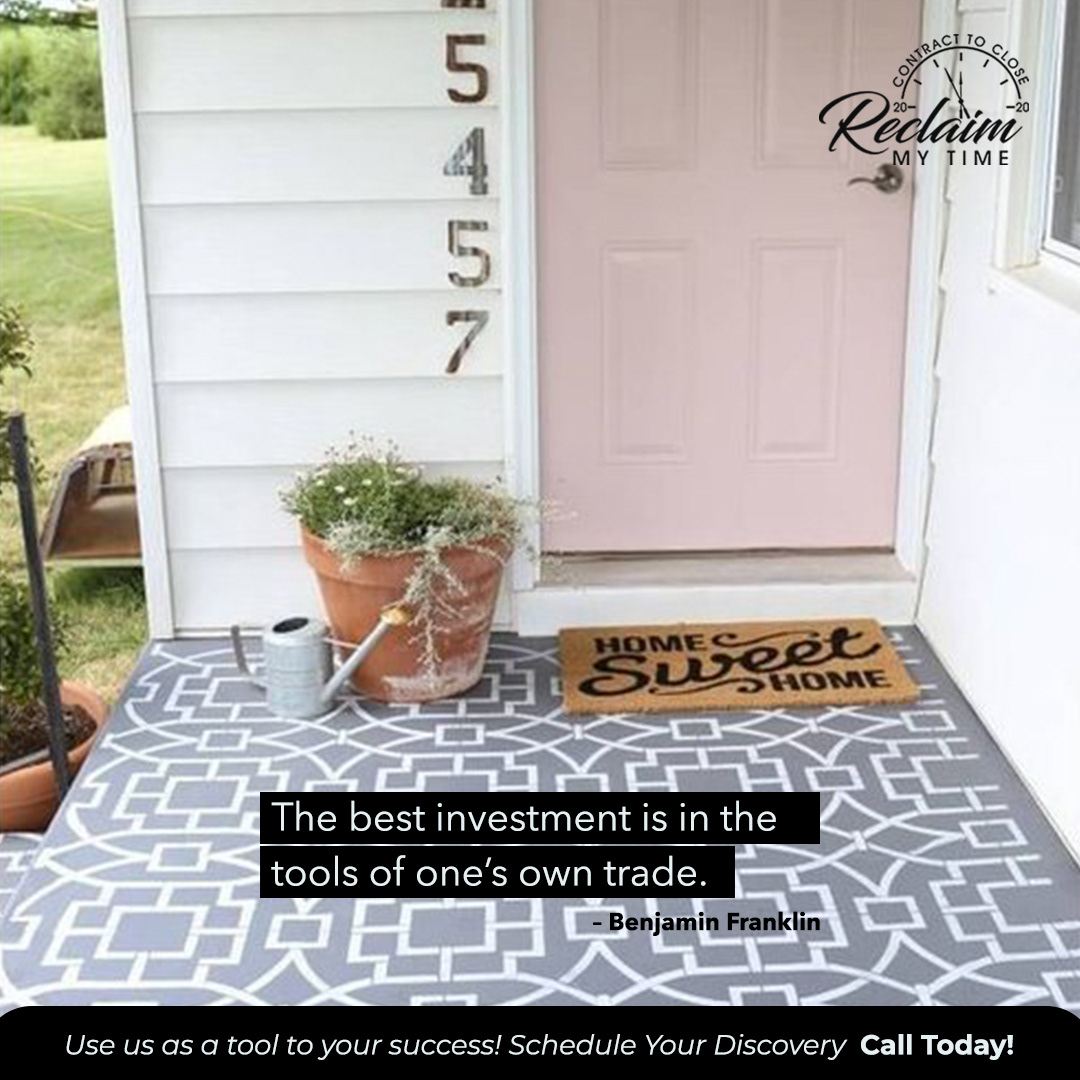 CONTRACT TO CLOSE
20 20
Reclaim
MY TIME
5
4
5
7
HOME
Sweet
HOME
The best investment is in the
tools of one’s own trade.
– Benjamin Franklin
Use us as a tool to your success! Schedule Your Discovery Call Today!